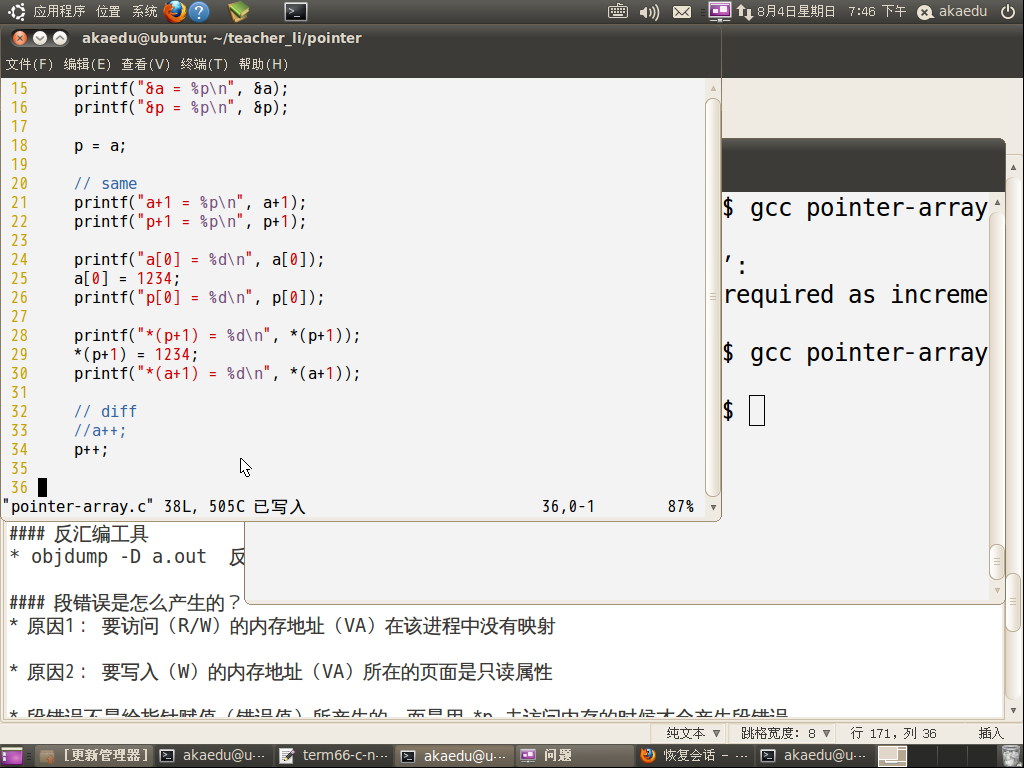 应用程序 位置 系统 8月4日星期日 7:46 下午 akaedu
akaedu@ubuntu: ~/teacher_li/pointer
文件(F) 编辑(E) 查看(V) 终端(T) 帮助(H)
15 printf("&a = %p\n", &a);
16 printf("&p = %p\n", &p);
17
18 p = a;
19
20 // same
21 printf("a+1 = %p\n", a+1);
22 printf("p+1 = %p\n", p+1);
23
24 printf("a[0] = %d\n", a[0]);
25 a[0] = 1234;
26 printf("p[0] = %d\n", p[0]);
27
28 printf("*(p+1) = %d\n", *(p+1));
29 *(p+1) = 1234;
30 printf("*(a+1) = %d\n", *(a+1));
31
32 // diff
33 //a++;
34 p++;
35
36
"pointer-array.c" 38L, 505C 已写入 36,0-1 87%
$ gcc pointer-array
’:
required as increme
$ gcc pointer-array
$
#### 反汇编工具
* objdump -D a.out 反
#### 段错误是怎么产生的？
* 原因1： 要访问（R/W）的内存地址（VA）在该进程中没有映射
* 原因2： 要写入（W）的内存地址（VA）所在的页面是只读属性
* 段错误不是给指针赋值（错误值）所产生的，而是用 *p 去访问内存的时候才会产生段错误
纯文本 跳格宽度： 8 行 171，列 36 插入
[更新管理器] akaedu@u··· term66-c-n··· akaedu@u··· 问题 恢复会话 - ··· akaedu@u···